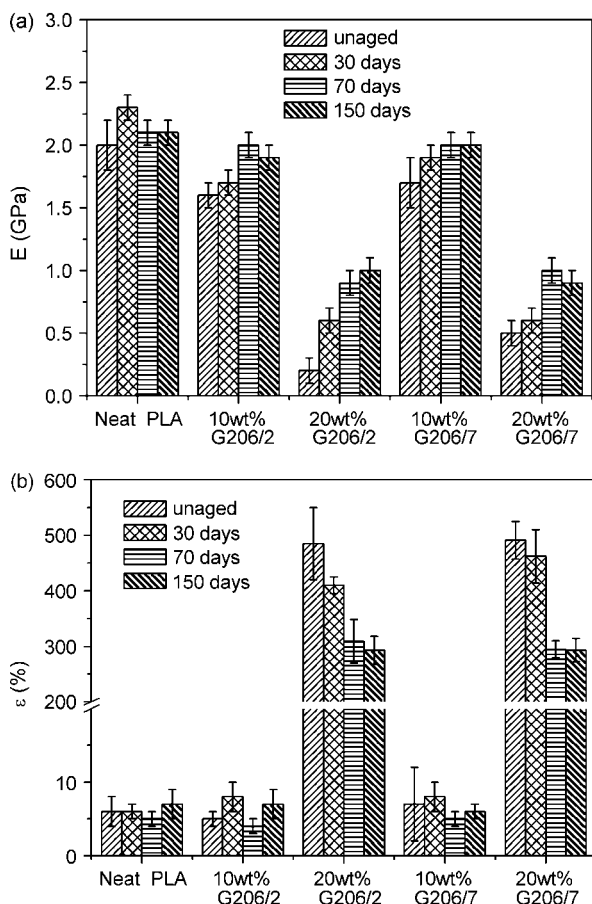 (a)
3.0
2.5
2.0
1.5
1.0
0.5
0.0
E (GPa)
unaged
30 days
70 days
150 days
Neat PLA 10wt% 20wt% 10wt% 20wt%
G206/2 G206/2 G206/7 G206/7
(b)
600
500
400
300
200
10
0
ε (%)
unaged
30 days
70 days
150 days
Neat PLA 10wt% 20wt% 10wt% 20wt%
G206/2 G206/2 G206/7 G206/7